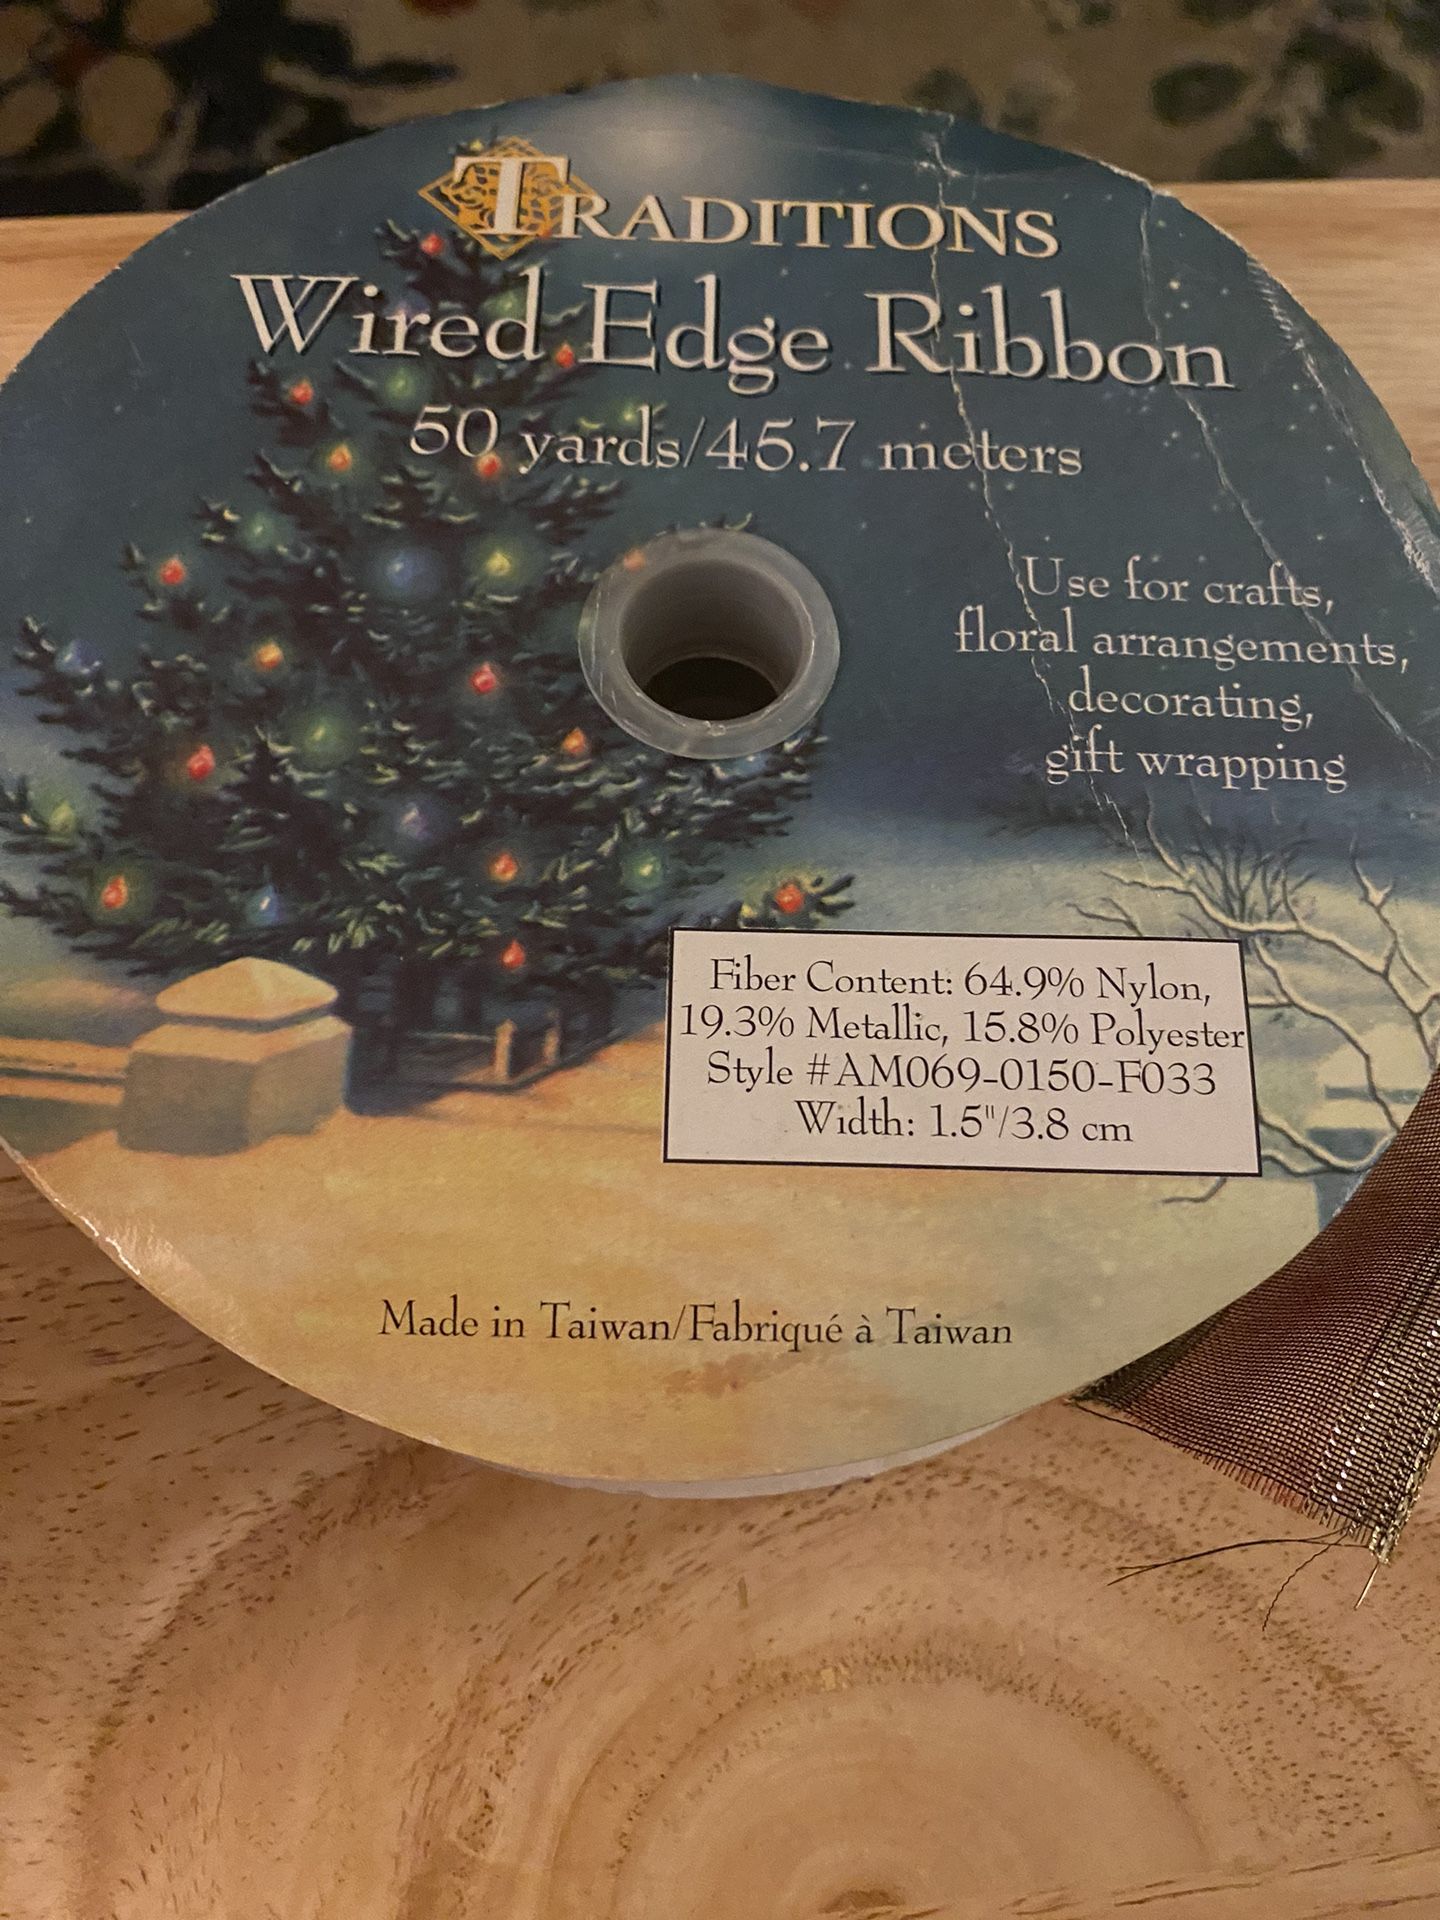 TRADITIONS
Wired Edge Ribbon
50 yards/45.7 meters
Use for crafts,
floral arrangements,
decorating,
gift wrapping
Fiber Content: 64.9% Nylon,
19.3% Metallic, 15.8% Polyester
Style #AM069-0150-F033
Width: 1.5"/3.8 cm
Made in Taiwan/Fabriqué à Taiwan